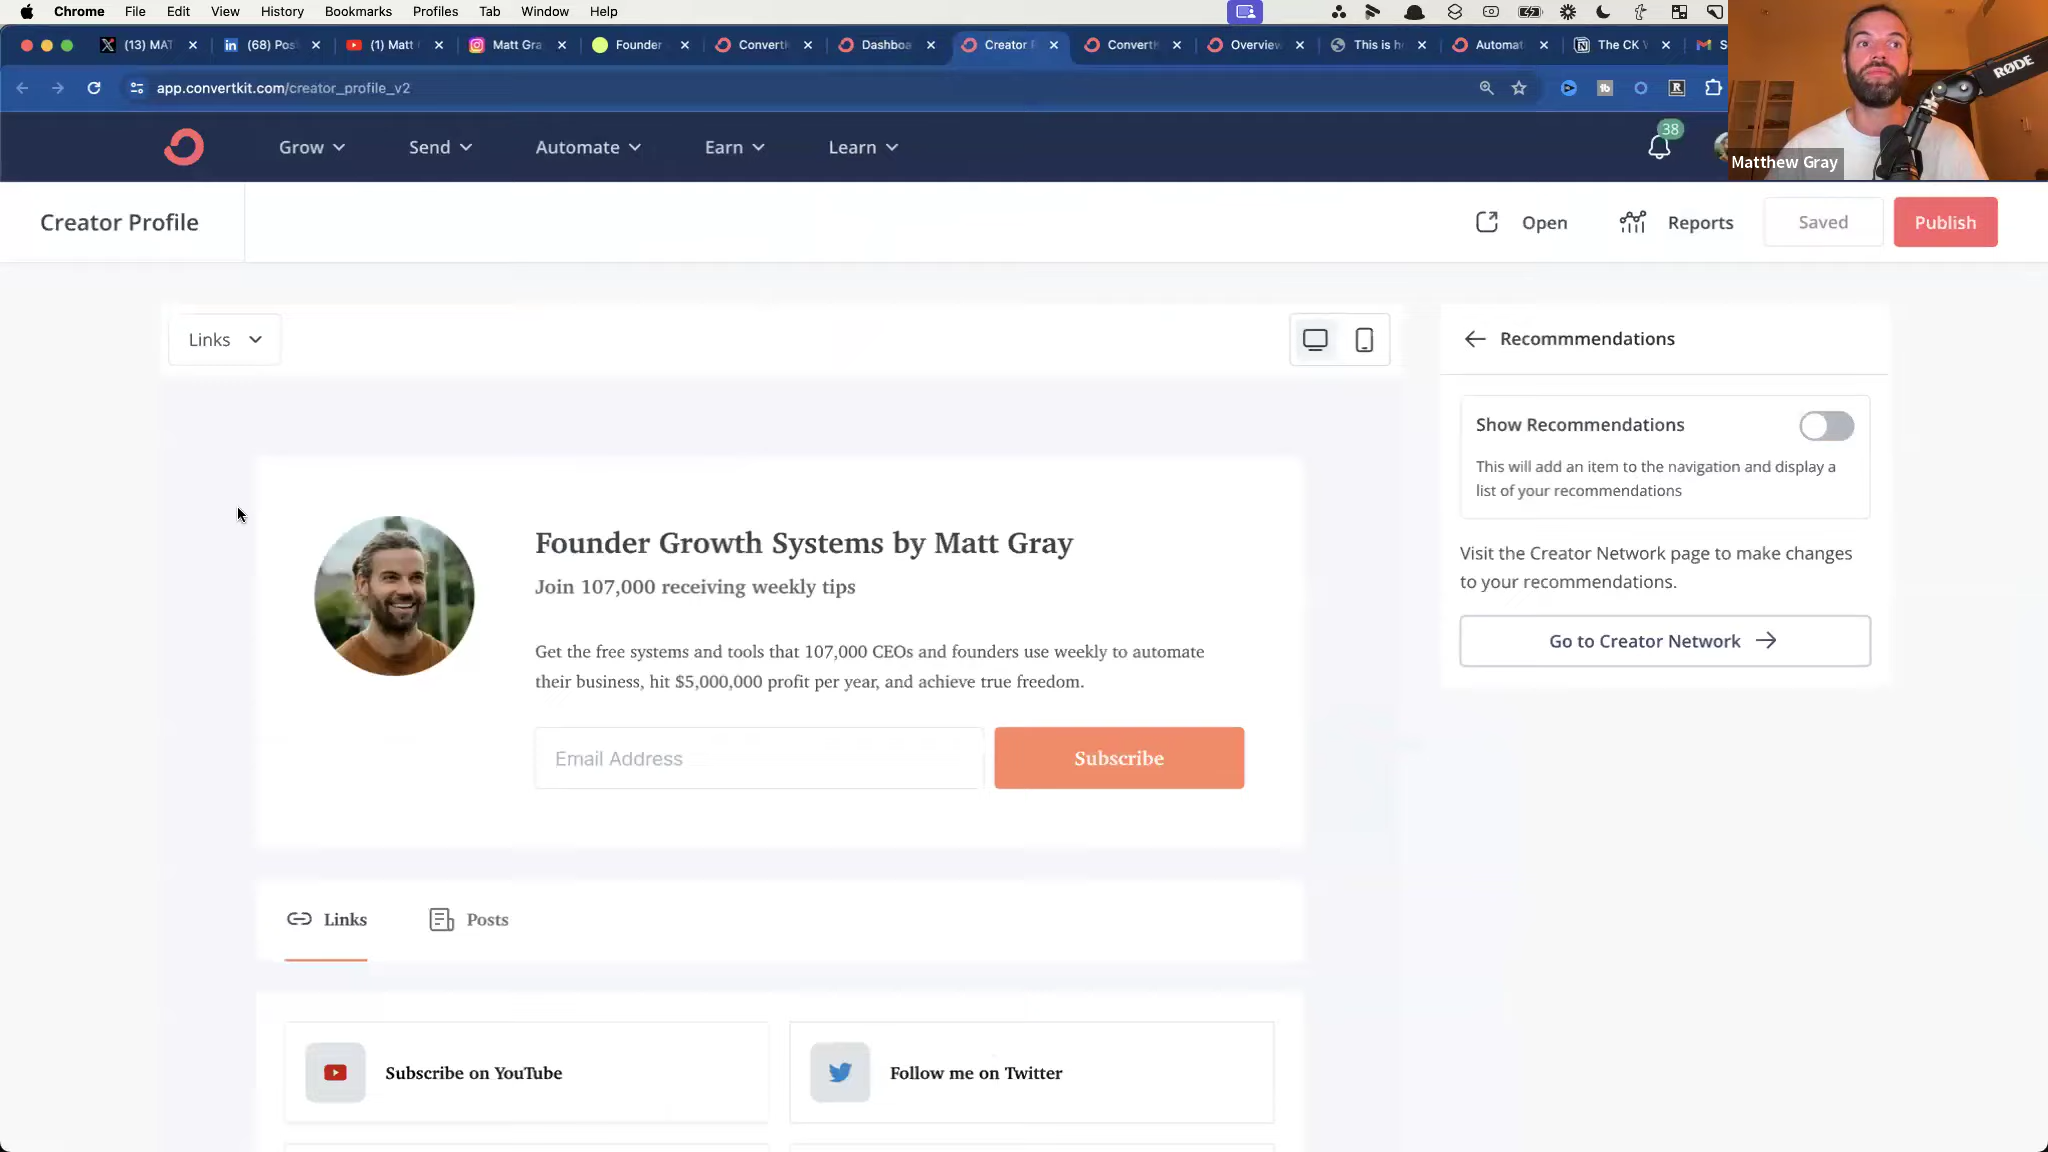 Chrome File Edit View History Bookmarks Profiles Tab Window Help
(13) MAT
(68) Pos
(1) Matt
Matt Gra
Founder
Convertk
Dashboa
Creator
Convertk
Overview
This is h
Automat
The CK
app.convertkit.com/creator_profile_v2
RØDE
Matthew Gray
Grow Send Automate Earn Learn
38
Creator Profile
Open Reports Saved Publish
Links
Recommmendations
Show Recommendations
This will add an item to the navigation and display a
list of your recommendations
Visit the Creator Network page to make changes
to your recommendations.
Go to Creator Network
Founder Growth Systems by Matt Gray
Join 107,000 receiving weekly tips
Get the free systems and tools that 107,000 CEOs and founders use weekly to automate
their business, hit $5,000,000 profit per year, and achieve true freedom.
Email Address
Subscribe
Links Posts
Subscribe on YouTube
Follow me on Twitter